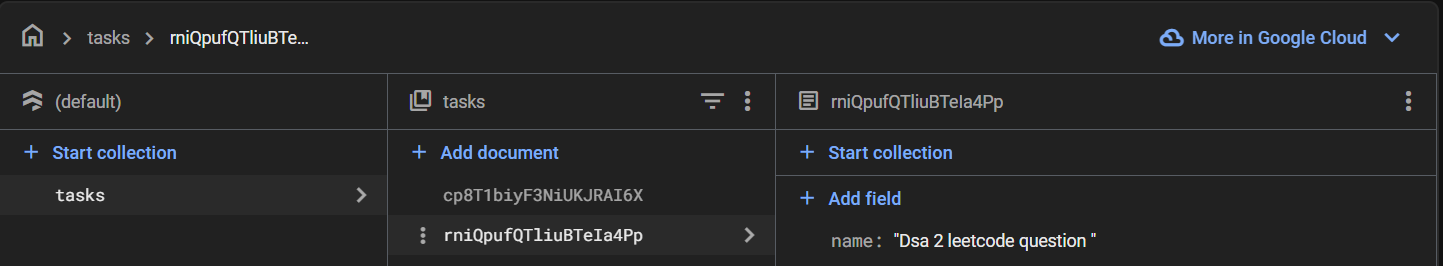 tasks
rniQpufQTliuBTe...
More in Google Cloud
(default)
tasks
rniQpufQTliuBTeIa4Pp
+ Start collection
+ Add document
+ Start collection
tasks
cp8T1biyF3NiUKJRAI6X
+ Add field
rniQpufQTliuBTeIa4Pp
name: "Dsa 2 leetcode question "